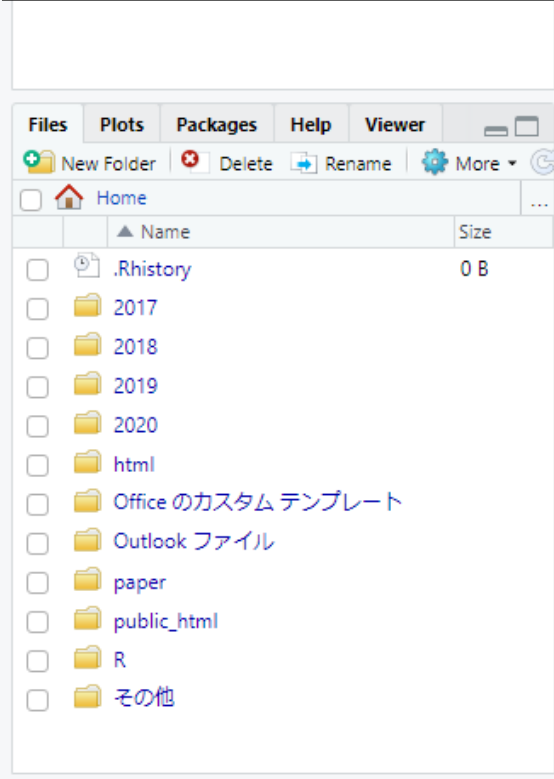 Files Plots Packages Help Viewer
New Folder Delete Rename More
Home ...
Name Size
.Rhistory 0 B
2017
2018
2019
2020
html
Office のカスタム テンプレート
Outlook ファイル
paper
public_html
R
その他